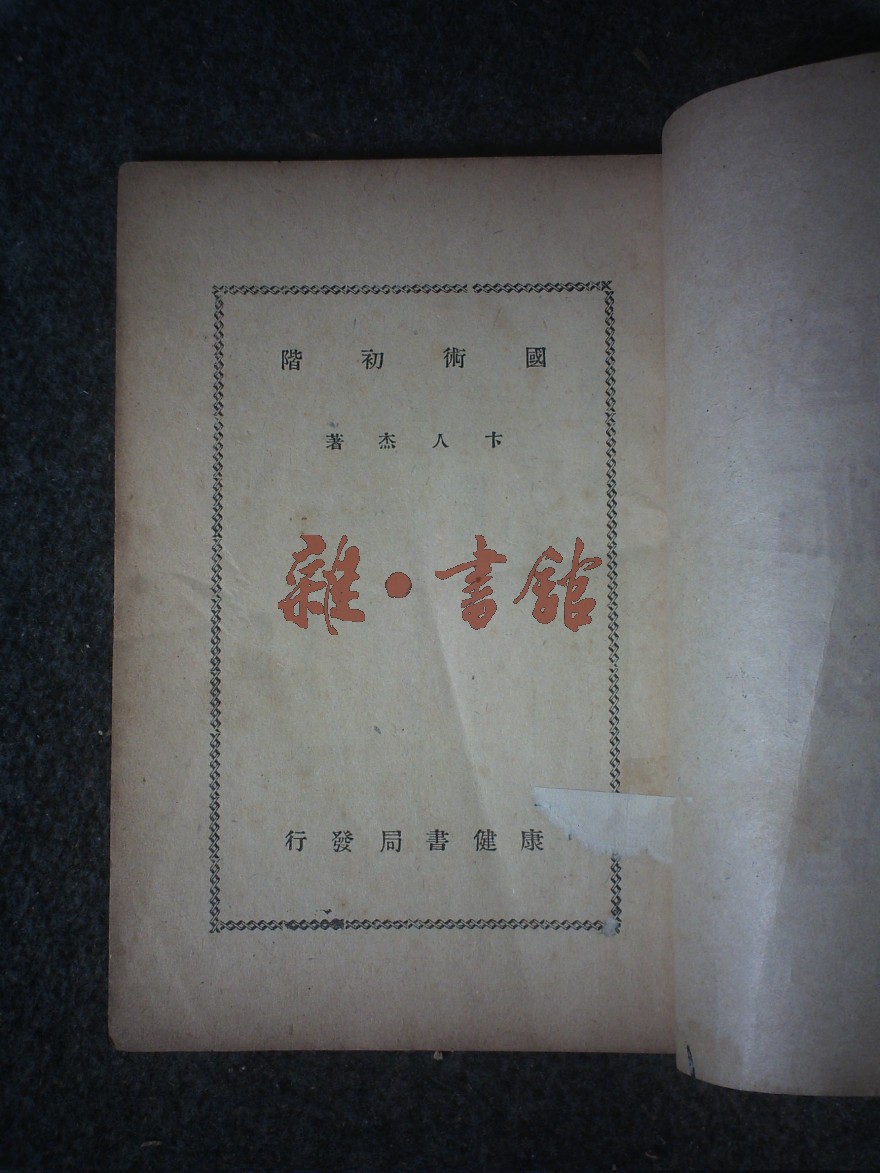 國術初階
卞人杰著
雜·書館
康健書局發行